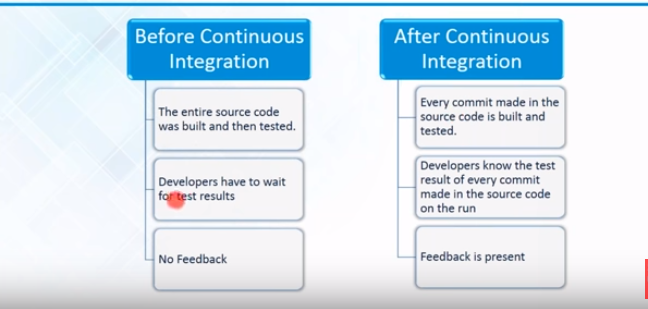 Before Continuous
Integration
The entire source code
was built and then tested.
Developers have to wait
for test results
No Feedback
After Continuous
Integration
Every commit made in the
source code is built and
tested.
Developers know the test
result of every commit
made in the source code
on the run
Feedback is present